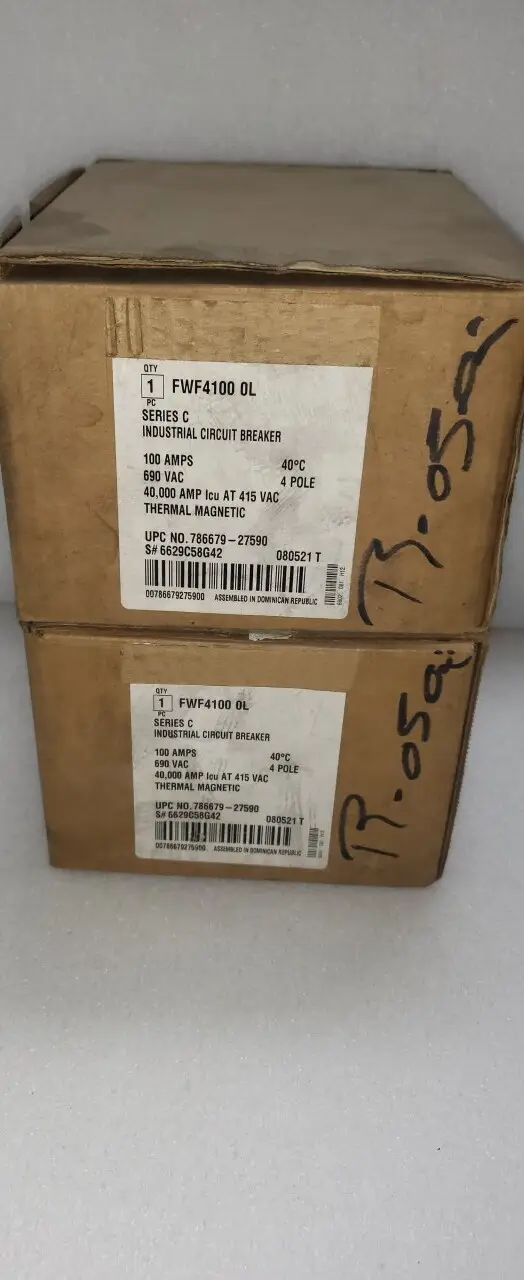 QTY
1 FWF4100 0L
PC
SERIES C
INDUSTRIAL CIRCUIT BREAKER
100 AMPS 40°C
690 VAC 4 POLE
40,000 AMP Icu AT 415 VAC
THERMAL MAGNETIC
UPC NO. 786679-27590
S# 6629C58G42 080521 T
00786679275900 ASSEMBLED IN DOMINICAN REPUBLIC
QTY
1 FWF4100 0L
PC
SERIES C
INDUSTRIAL CIRCUIT BREAKER
100 AMPS 40°C
690 VAC 4 POLE
40,000 AMP Icu AT 415 VAC
THERMAL MAGNETIC
UPC NO. 786679-27590
S# 6629C58G42 080521 T
00786679275900 ASSEMBLED IN DOMINICAN REPUBLIC